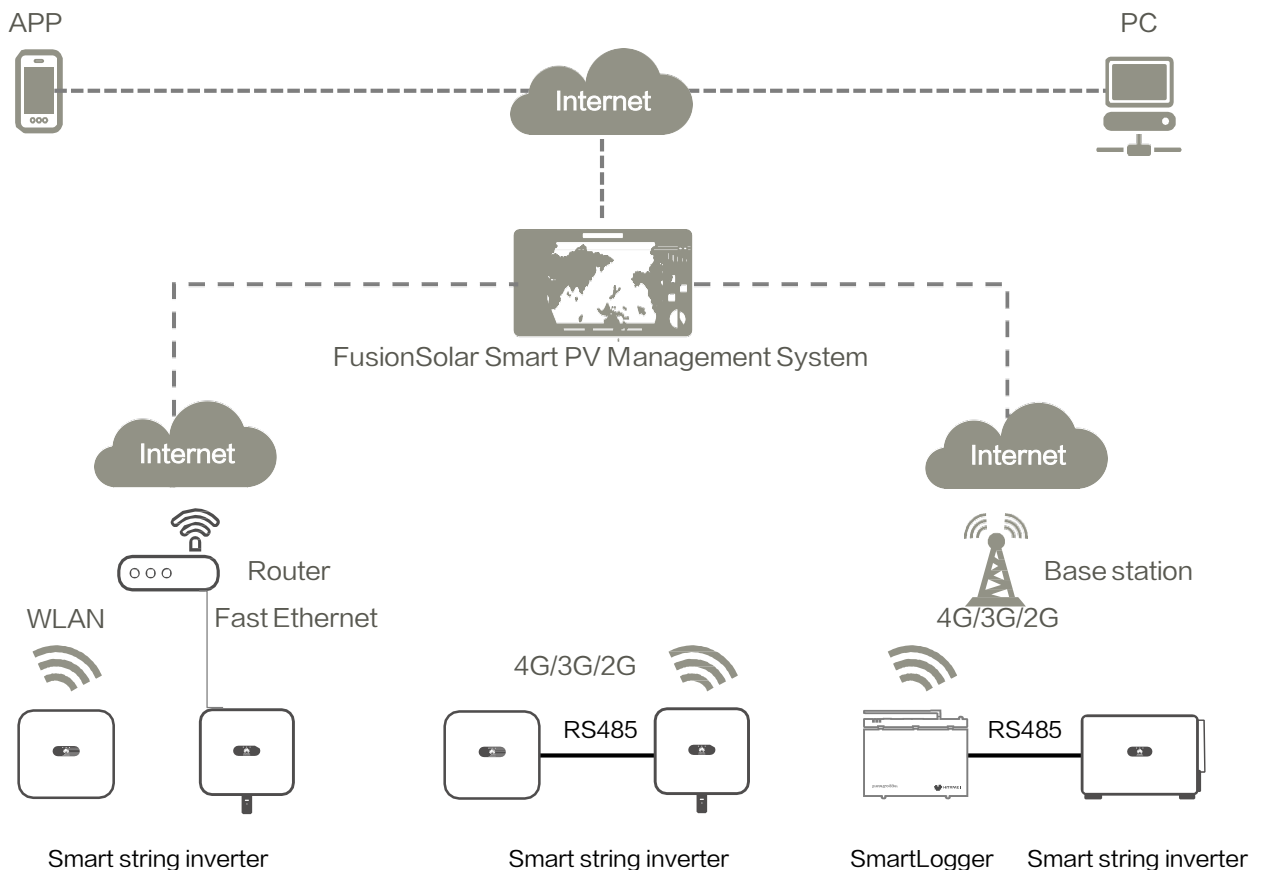 APP
PC
Internet
FusionSolar Smart PV Management System
Internet
Internet
Router
Base station
WLAN
Fast Ethernet
4G/3G/2G
4G/3G/2G
RS485
RS485
Smart string inverter
Smart string inverter
SmartLogger
Smart string inverter